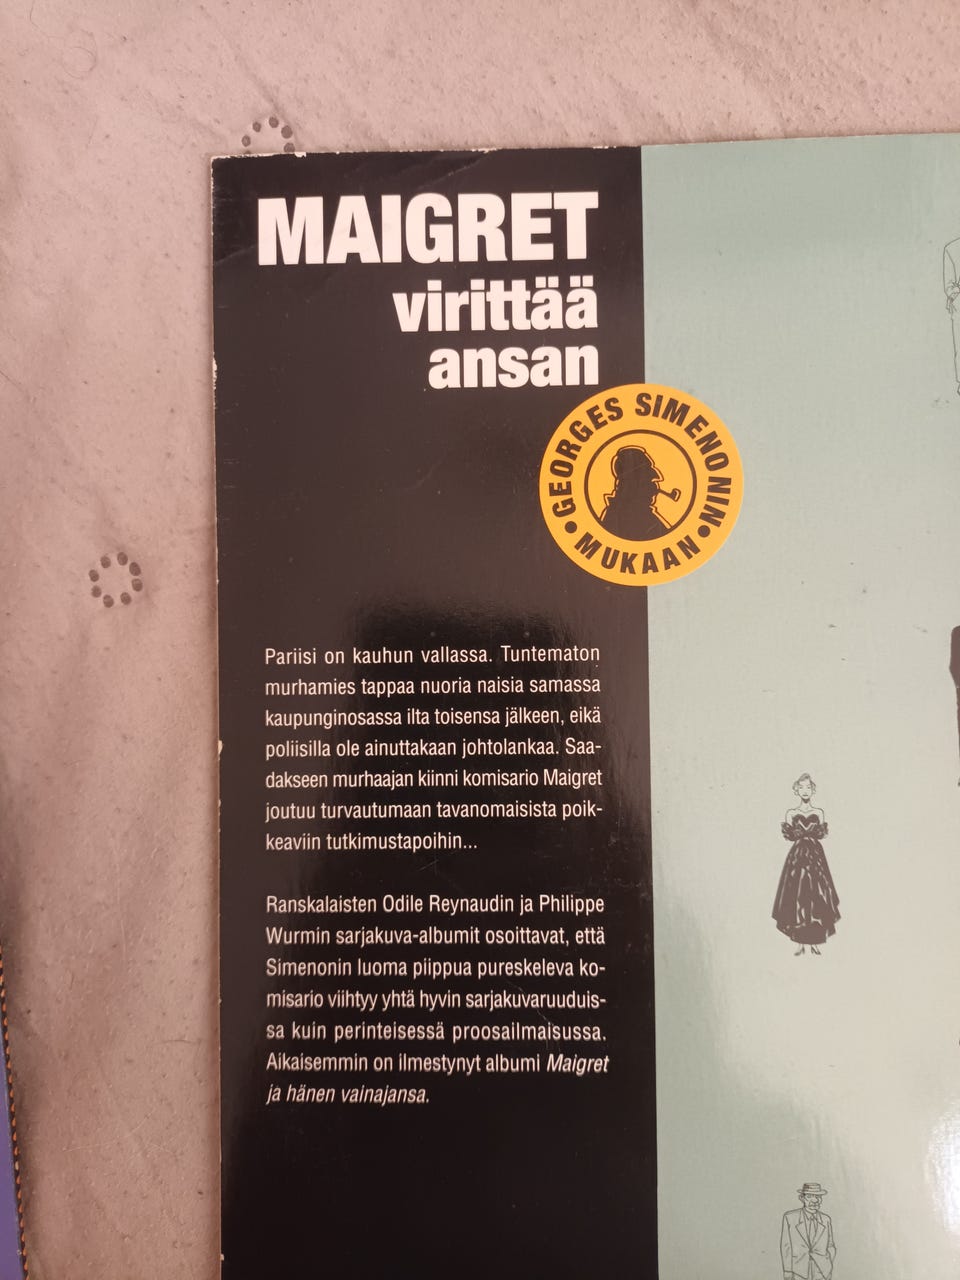 MAIGRET
virittää
ansan
GEORGES SIMENONIN
• MUKAAN •
Pariisi on kauhun vallassa. Tuntematon
murhamies tappaa nuoria naisia samassa
kaupunginosassa ilta toisensa jälkeen, eikä
poliisilla ole ainuttakaan johtolankaa. Saa-
dakseen murhaajan kiinni komisario Maigret
joutuu turvautumaan tavanomaisista poik-
keaviin tutkimustapoihin...
Ranskalaisten Odile Reynaudin ja Philippe
Wurmin sarjakuva-albumit osoittavat, että
Simenonin luoma piippua pureskeleva ko-
misario viihtyy yhtä hyvin sarjakuvaruuduis-
sa kuin perinteisessä proosailmaisussa.
Aikaisemmin on ilmestynyt albumi Maigret
ja hänen vainajansa.